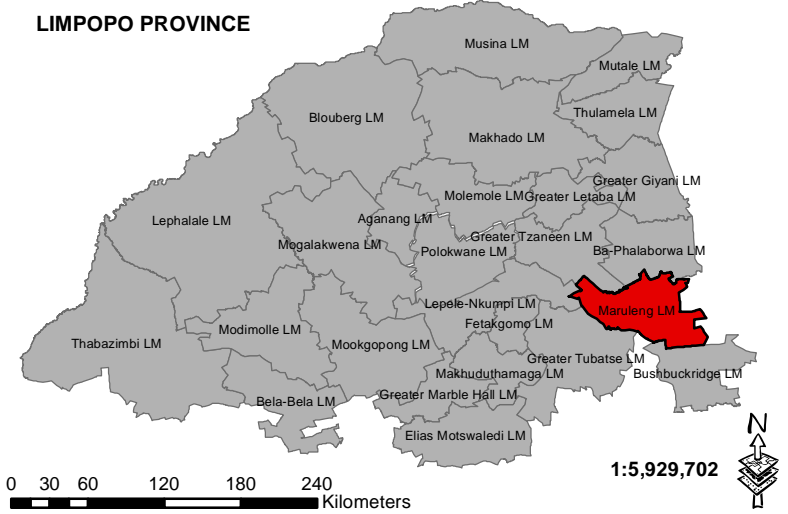 LIMPOPO PROVINCE
Musina LM
Mutale LM
Blouberg LM
Thulamela LM
Makhado LM
Greater Giyani LM
Molemole LM
Greater Letaba LM
Lephalale LM
Aganang LM
Mogalakwena LM
Greater Tzaneen LM
Polokwane LM
Ba-Phalaborwa LM
Lepele-Nkumpi LM
Maruleng LM
Fetakgomo LM
Modimolle LM
Thabazimbi LM
Mookgopong LM
Greater Tubatse LM
Makhuduthamaga LM
Bushbuckridge LM
Greater Marble Hall LM
Bela-Bela LM
Elias Motswaledi LM
N
1:5,929,702
0 30 60 120 180 240
Kilometers